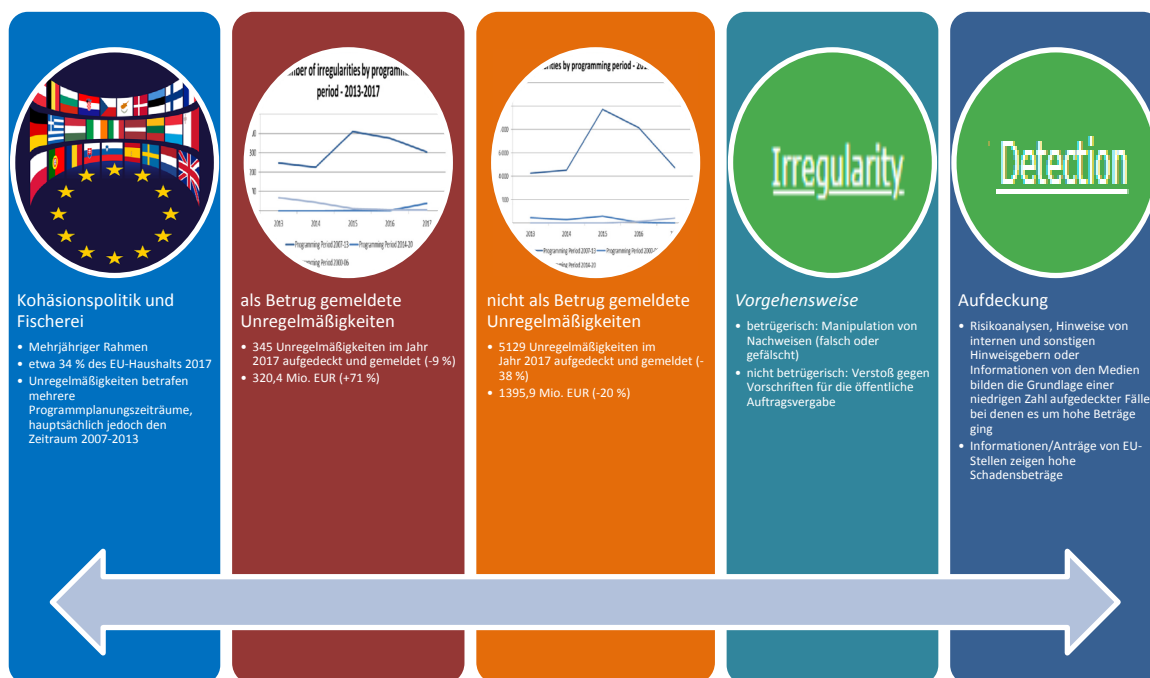 of irregularities by
period - 2013-2017
2013
2014
2015
2016
2017
Programming Period 2007-13
Programming Period 2014-20
Programming Period 2000-06
by programming period
2013
2014
2015
2016
Programming Period 2007-13
Programming Period 2014-20
Irregularity
Detection
Kohäsionspolitik und
Fischerei
• Mehrjähriger Rahmen
• etwa 34 % des EU-Haushalts 2017
• Unregelmäßigkeiten betrafen
mehrere
Programmplanungszeiträume,
hauptsächlich jedoch den
Zeitraum 2007-2013
als Betrug gemeldete
Unregelmäßigkeiten
• 345 Unregelmäßigkeiten im Jahr
2017 aufgedeckt und gemeldet (-9 %)
• 320,4 Mio. EUR (+71 %)
nicht als Betrug gemeldete
Unregelmäßigkeiten
• 5129 Unregelmäßigkeiten im
Jahr 2017 aufgedeckt und gemeldet (-
38 %)
• 1395,9 Mio. EUR (-20 %)
Vorgehensweise
• betrügerisch: Manipulation von
Nachweisen (falsch oder
gefälscht)
• nicht betrügerisch: Verstoß gegen
Vorschriften für die öffentliche
Auftragsvergabe
Aufdeckung
• Risikoanalysen, Hinweise von
internen und sonstigen
Hinweisgebern oder
Informationen von den Medien
bilden die Grundlage einer
niedrigen Zahl aufgedeckter Fälle
bei denen es um hohe Beträge
ging
• Informationen/Anträge von EU-
Stellen zeigen hohe
Schadensbeträge